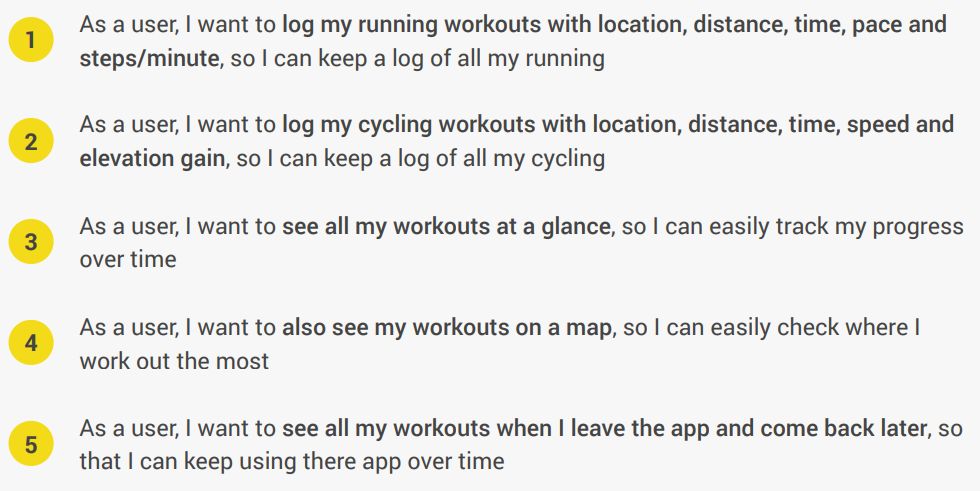 1
As a user, I want to log my running workouts with location, distance, time, pace and
steps/minute, so I can keep a log of all my running
2
As a user, I want to log my cycling workouts with location, distance, time, speed and
elevation gain, so I can keep a log of all my cycling
3
As a user, I want to see all my workouts at a glance, so I can easily track my progress
over time
4
As a user, I want to also see my workouts on a map, so I can easily check where I
work out the most
5
As a user, I want to see all my workouts when I leave the app and come back later, so
that I can keep using there app over time